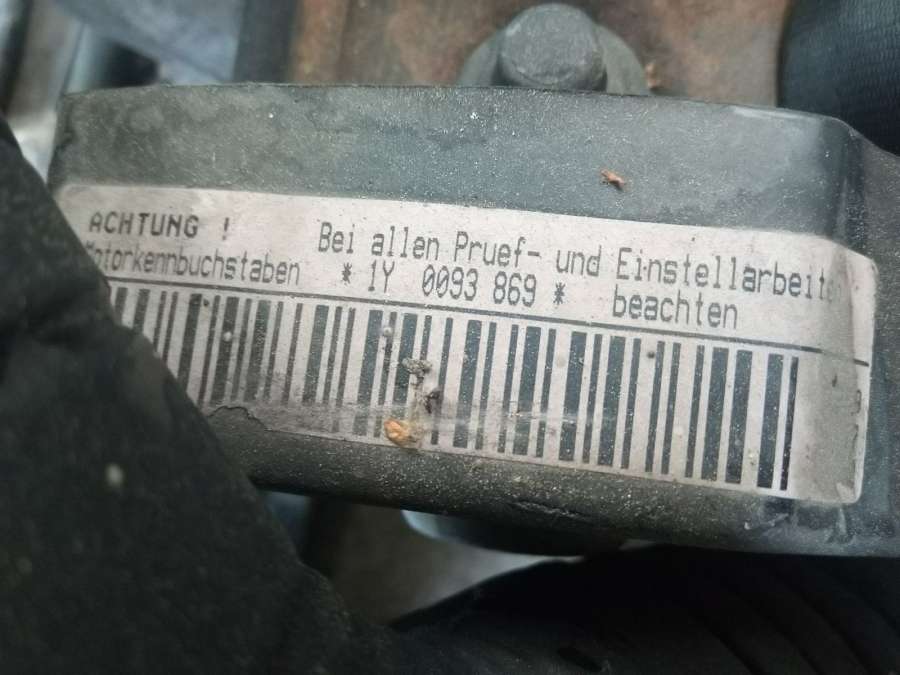 ACHTUNG ! Bei allen Pruef- und Einstellarbeiten
Motorkennbuchstaben * 1Y 0093 869 * beachten